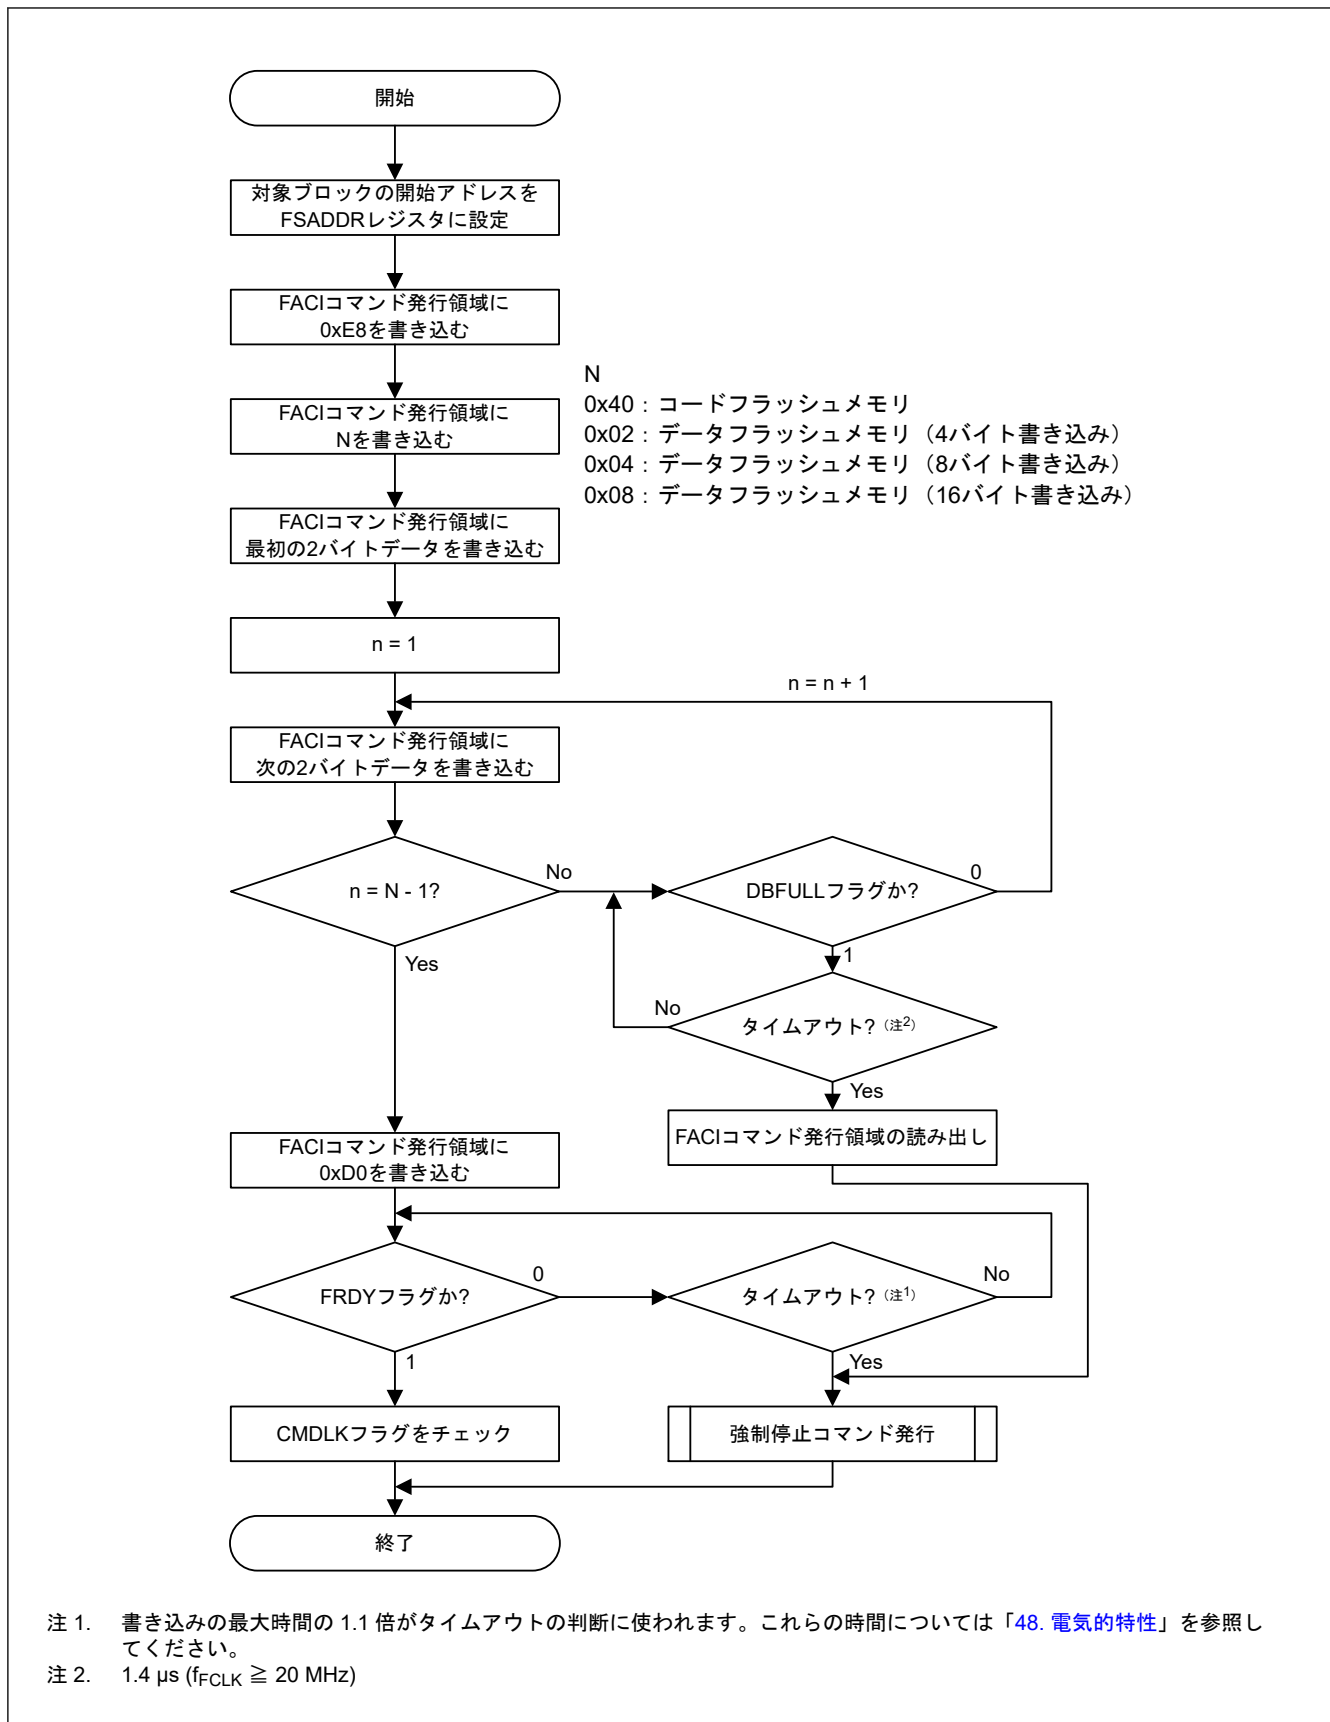 開始
対象ブロックの開始アドレスを
FSADDRレジスタに設定
FACIコマンド発行領域に
0xE8を書き込む
FACIコマンド発行領域に
Nを書き込む
N
0x40：コードフラッシュメモリ
0x02：データフラッシュメモリ（4バイト書き込み）
0x04：データフラッシュメモリ（8バイト書き込み）
0x08：データフラッシュメモリ（16バイト書き込み）
FACIコマンド発行領域に
最初の2バイトデータを書き込む
n = 1
n = n + 1
FACIコマンド発行領域に
次の2バイトデータを書き込む
n = N - 1?
No
DBFULLフラグか?
0
Yes
1
No
タイムアウト?（注2）
Yes
FACIコマンド発行領域の読み出し
FACIコマンド発行領域に
0xD0を書き込む
FRDYフラグか?
0
タイムアウト?（注1）
No
1
Yes
CMDLKフラグをチェック
強制停止コマンド発行
終了
注 1. 書き込みの最大時間の 1.1 倍がタイムアウトの判断に使われます。これらの時間については「48. 電気的特性」を参照し
てください。
注 2. 1.4 µs (fFCLK ≧ 20 MHz)